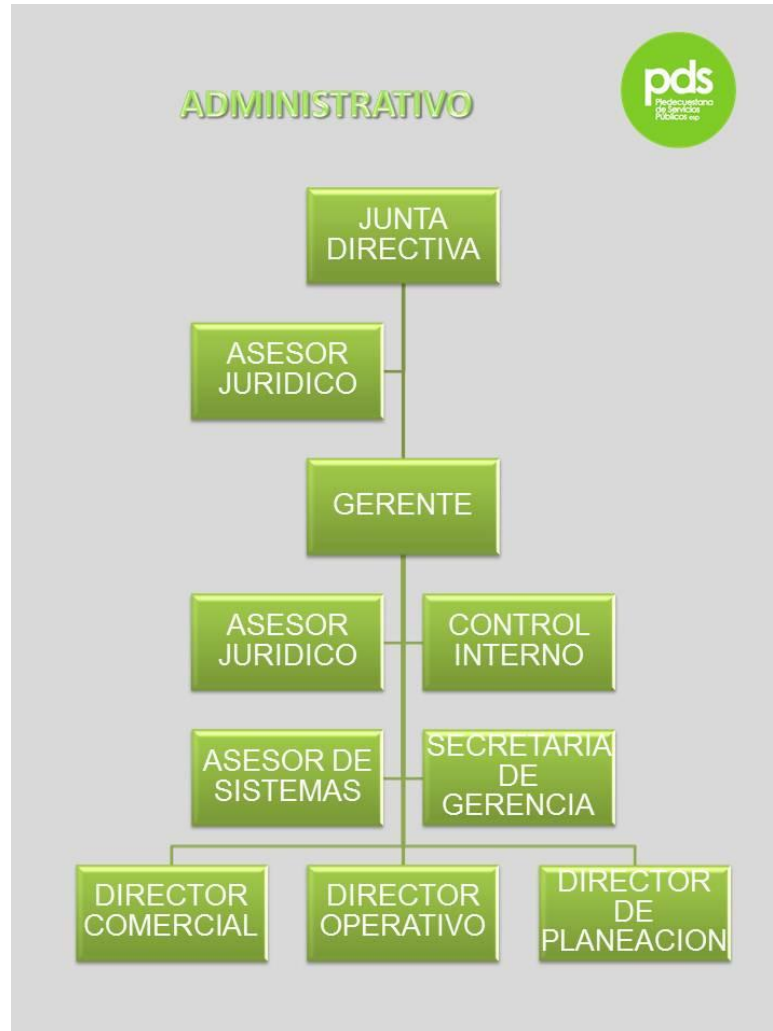 ADMINISTRATIVO
pds
Piedecuestana
de Servicios
Públicos esp
JUNTA
DIRECTIVA
ASESOR
JURIDICO
GERENTE
ASESOR
JURIDICO
CONTROL
INTERNO
ASESOR DE
SISTEMAS
SECRETARIA
DE
GERENCIA
DIRECTOR
COMERCIAL
DIRECTOR
OPERATIVO
DIRECTOR
DE
PLANEACION